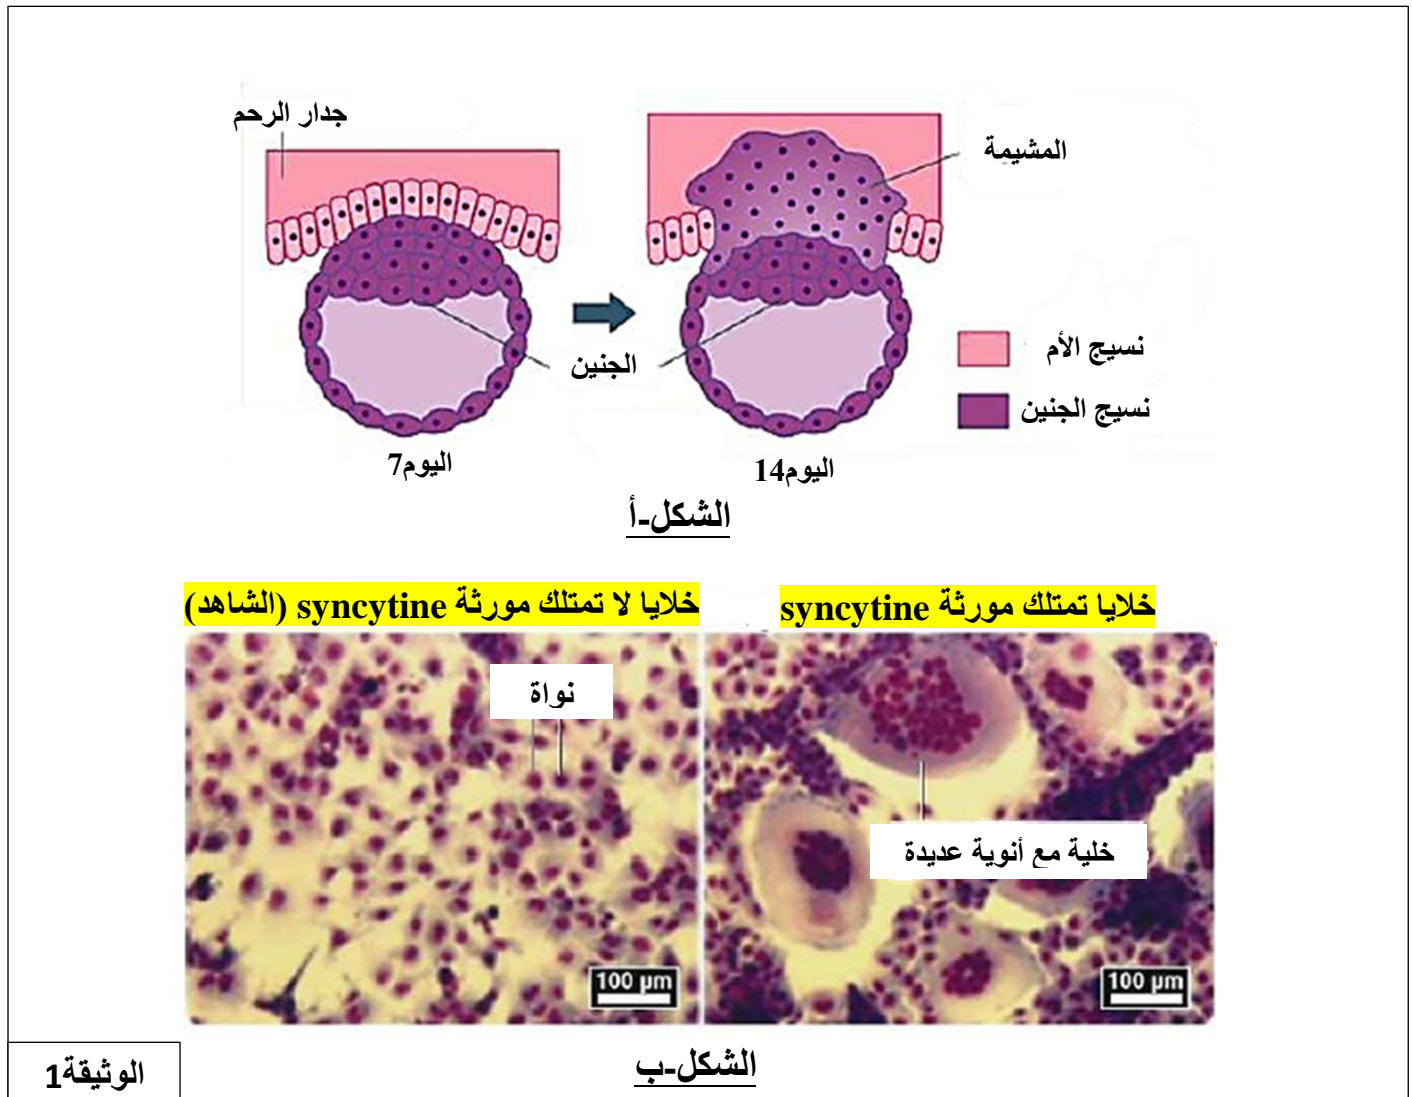 جدار الرحم
المشيمة
الجنين
نسيج الأم
نسيج الجنين
اليوم7
اليوم14
الشكل-أ
خلايا تمتلك مورثة syncytine
خلايا لا تمتلك مورثة syncytine (الشاهد)
نواة
خلية مع أنوية عديدة
100 µm
100 µm
الشكل-ب
الوثيقة1